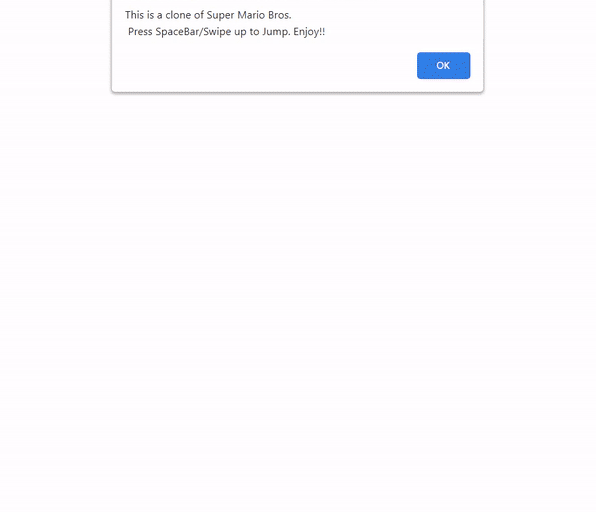 This is a clone of Super Mario Bros.
Press SpaceBar/Swipe up to Jump. Enjoy!!
OK